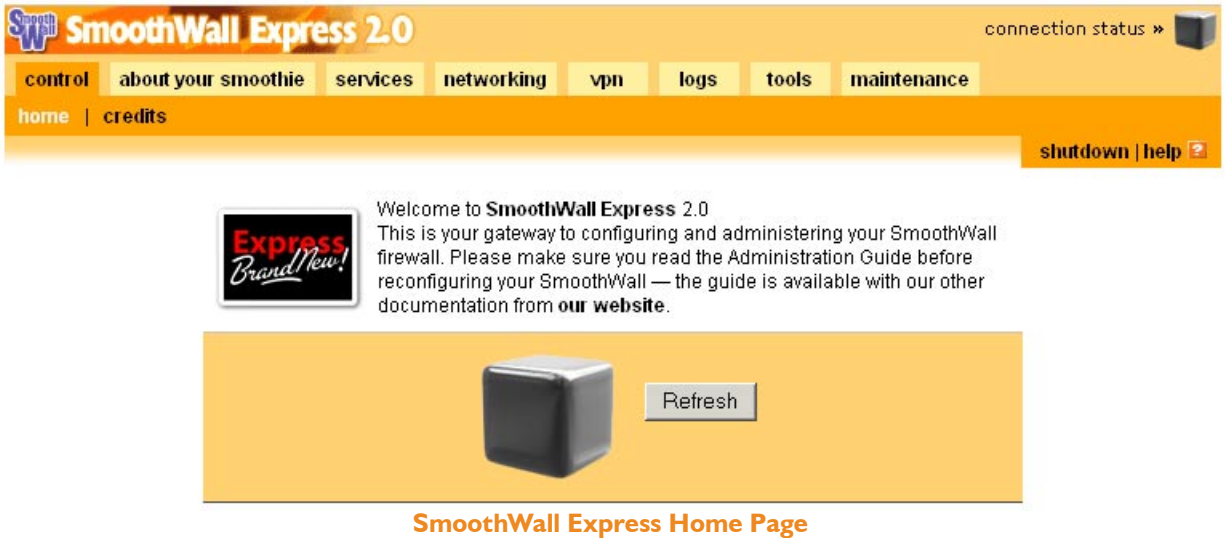 Smooth Wall SmoothWall Express 2.0
connection status »
control about your smoothie services networking vpn logs tools maintenance
home | credits
shutdown | help ?
Express
Brand New!
Welcome to SmoothWall Express 2.0
This is your gateway to configuring and administering your SmoothWall
firewall. Please make sure you read the Administration Guide before
reconfiguring your SmoothWall — the guide is available with our other
documentation from our website.
Refresh
SmoothWall Express Home Page